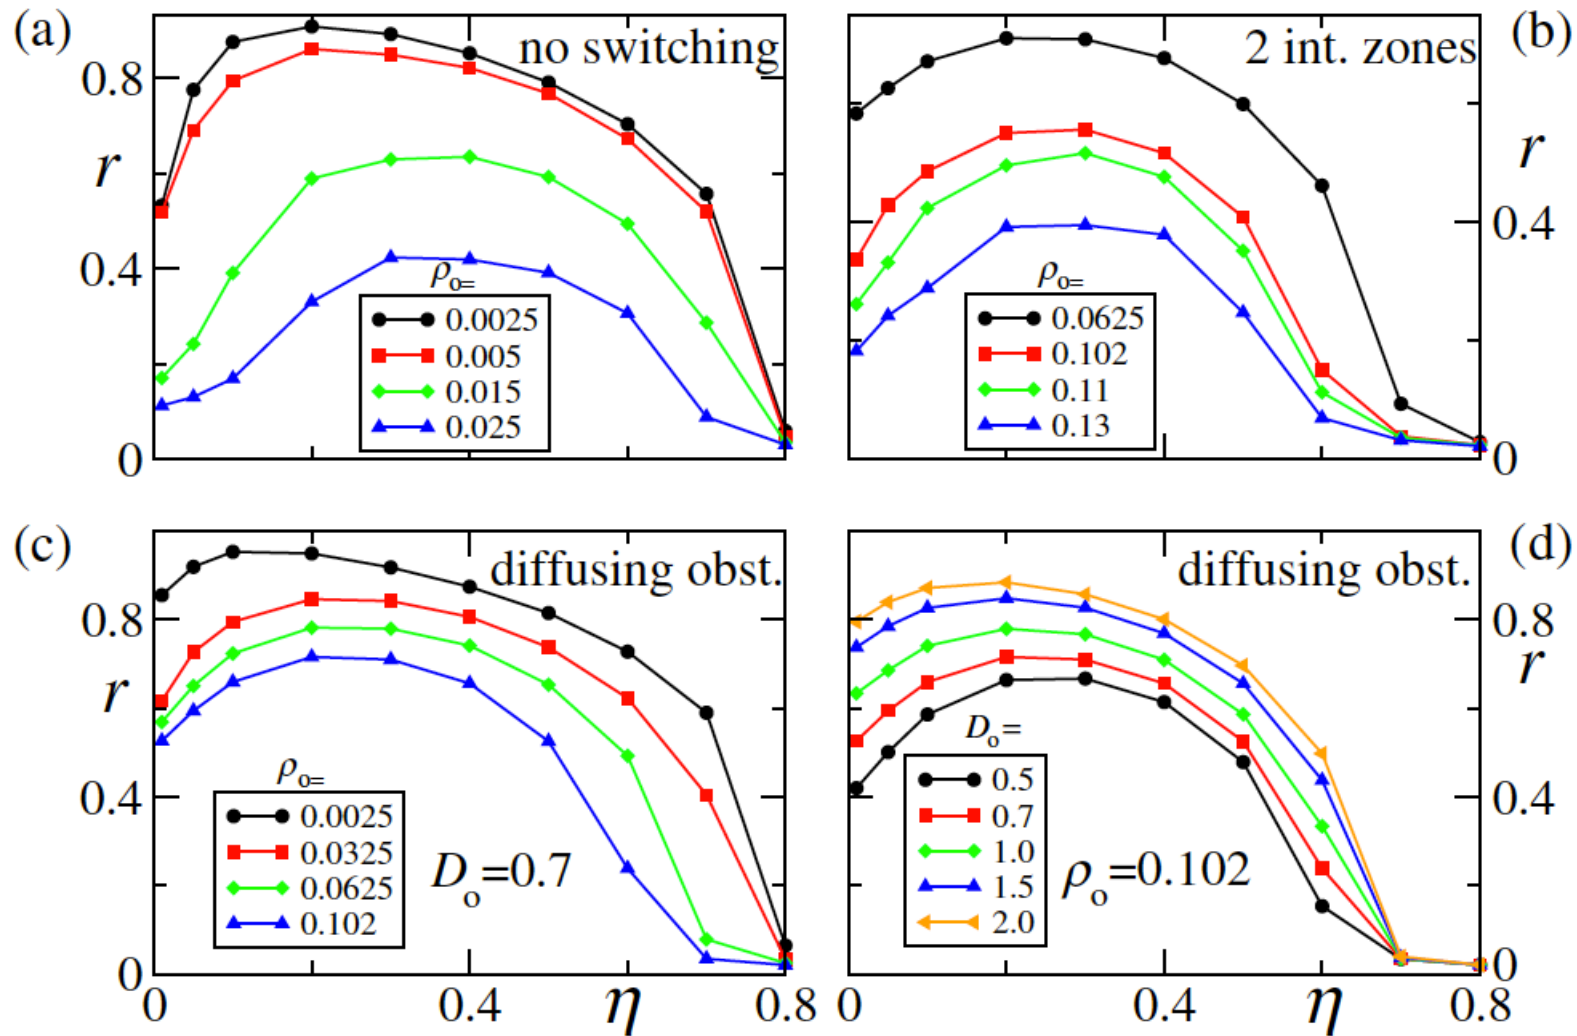 (a)
no switching
0.8
r
0.4
0
ρo=
0.0025
0.005
0.015
0.025
(b)
2 int. zones
r
0.4
0
ρo=
0.0625
0.102
0.11
0.13
(c)
diffusing obst.
0.8
r
0.4
0
ρo=
0.0025
0.0325
0.0625
0.102
Do=0.7
0
0.4
η
0.8
(d)
diffusing obst.
0.8
r
0.4
0
Do=
0.5
0.7
1.0
1.5
2.0
ρo=0.102
0
0.4
η
0.8